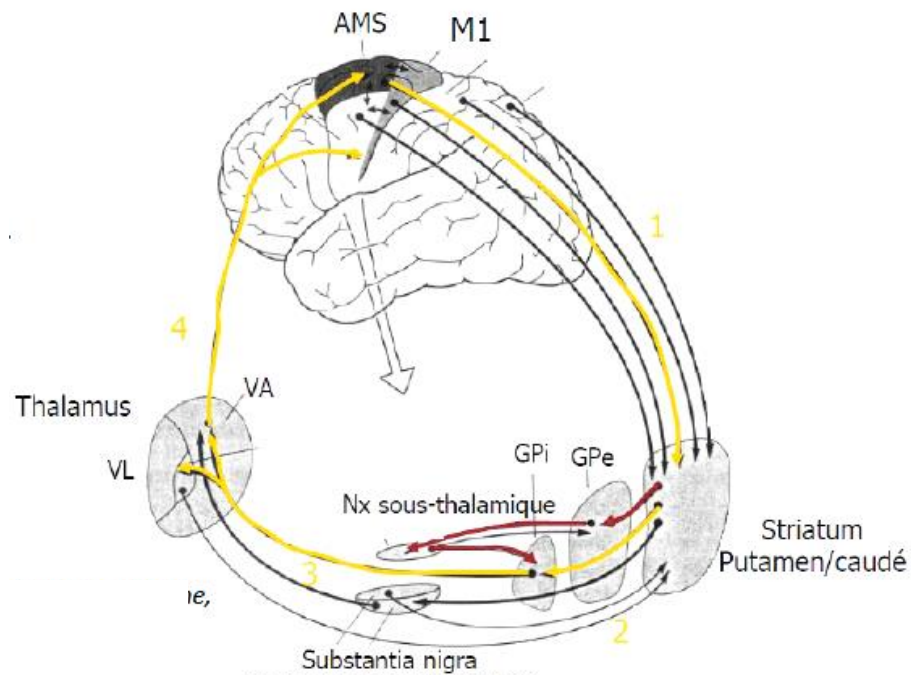 AMS
M1
1
4
VA
Thalamus
VL
GPi
GPe
Nx sous-thalamique
Striatum
Putamen/caudé
3
ne,
2
Substantia nigra